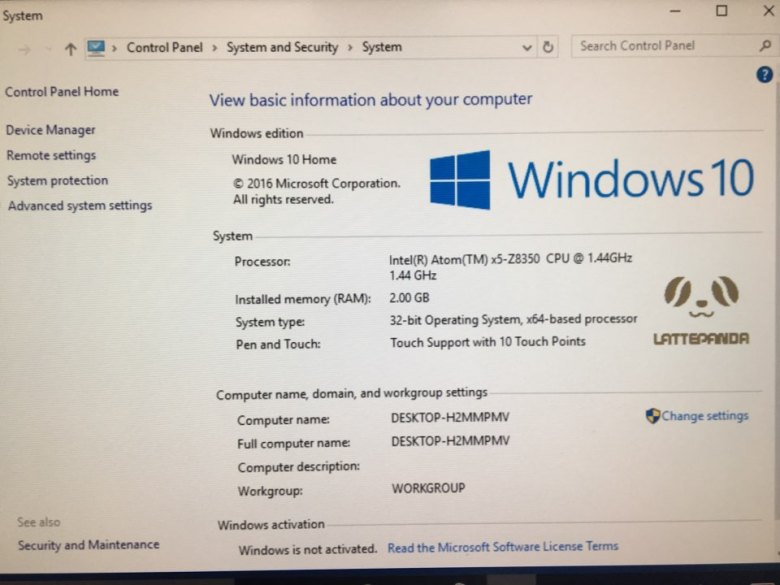 System
Control Panel > System and Security > System
Search Control Panel
Control Panel Home
Device Manager
Remote settings
System protection
Advanced system settings
?
View basic information about your computer
Windows edition
Windows 10 Home
© 2016 Microsoft Corporation.
All rights reserved.
Windows 10
System
Processor: Intel(R) Atom(TM) x5-Z8350 CPU @ 1.44GHz
1.44 GHz
Installed memory (RAM): 2.00 GB
System type: 32-bit Operating System, x64-based processor
Pen and Touch: Touch Support with 10 Touch Points
LATTEPANDA
Computer name, domain, and workgroup settings
Computer name: DESKTOP-H2MMPMV
Change settings
Full computer name: DESKTOP-H2MMPMV
Computer description:
Workgroup: WORKGROUP
Windows activation
Windows is not activated. Read the Microsoft Software License Terms
See also
Security and Maintenance